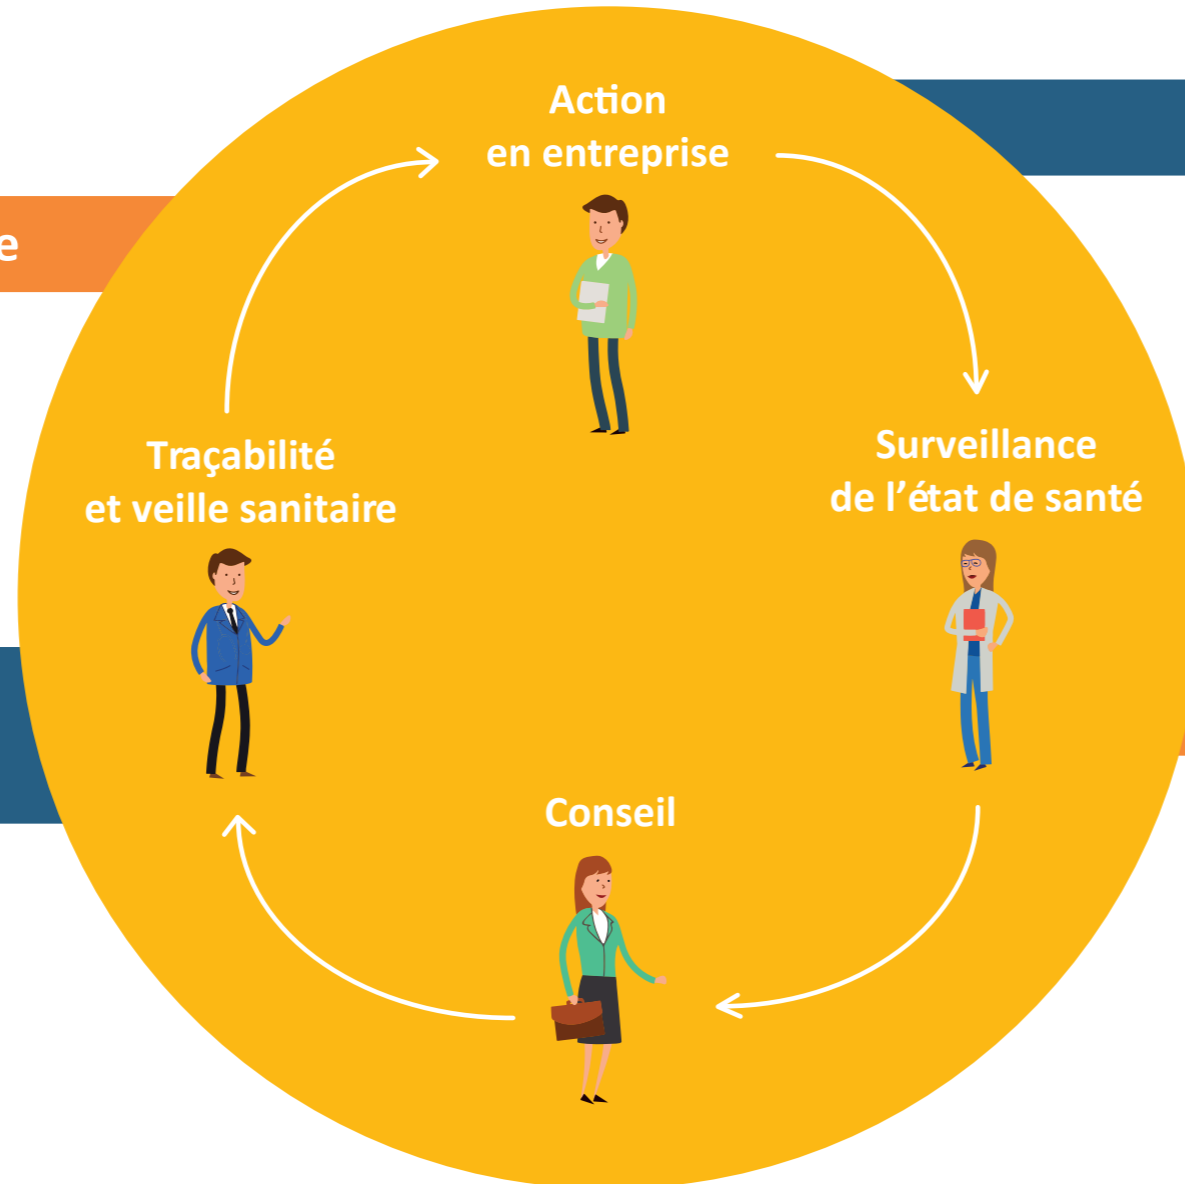 Action
en entreprise
Surveillance
de l’état de santé
Conseil
Traçabilité
et veille sanitaire